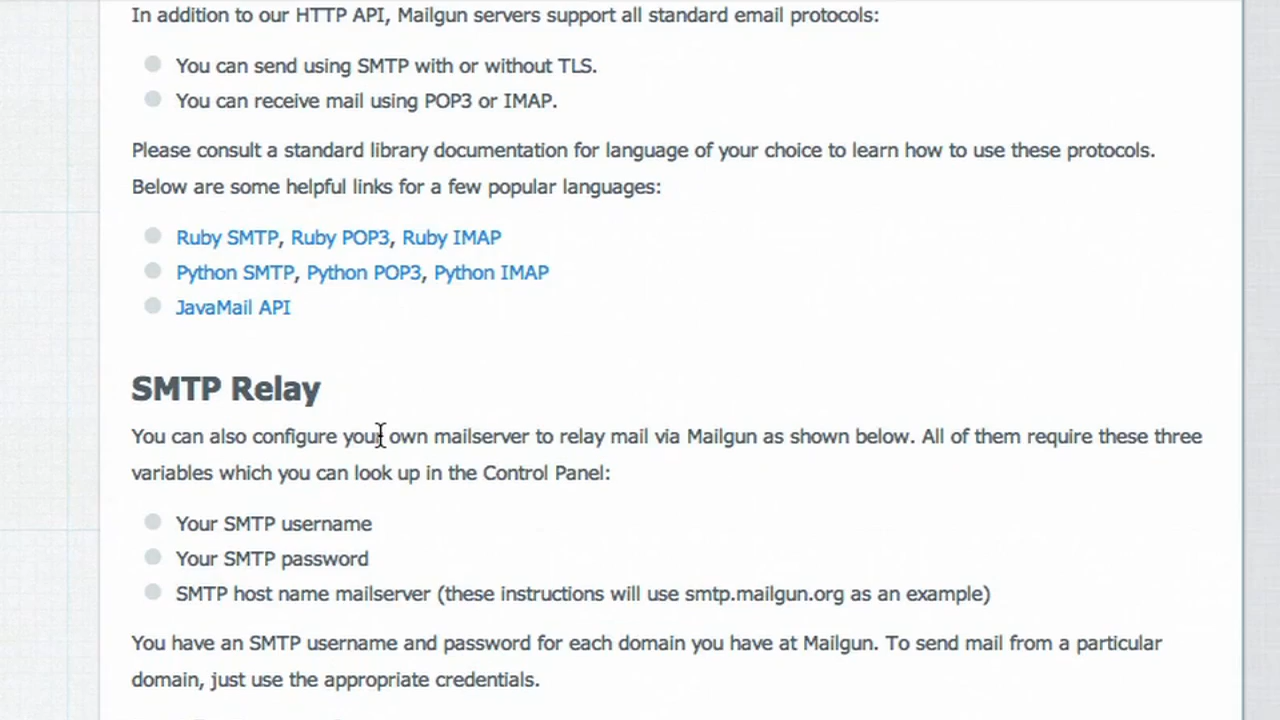 In addition to our HTTP API, Mailgun servers support all standard email protocols:
You can send using SMTP with or without TLS.
You can receive mail using POP3 or IMAP.
Please consult a standard library documentation for language of your choice to learn how to use these protocols.
Below are some helpful links for a few popular languages:
Ruby SMTP, Ruby POP3, Ruby IMAP
Python SMTP, Python POP3, Python IMAP
JavaMail API
SMTP Relay
You can also configure your own mailserver to relay mail via Mailgun as shown below. All of them require these three
variables which you can look up in the Control Panel:
Your SMTP username
Your SMTP password
SMTP host name mailserver (these instructions will use smtp.mailgun.org as an example)
You have an SMTP username and password for each domain you have at Mailgun. To send mail from a particular
domain, just use the appropriate credentials.